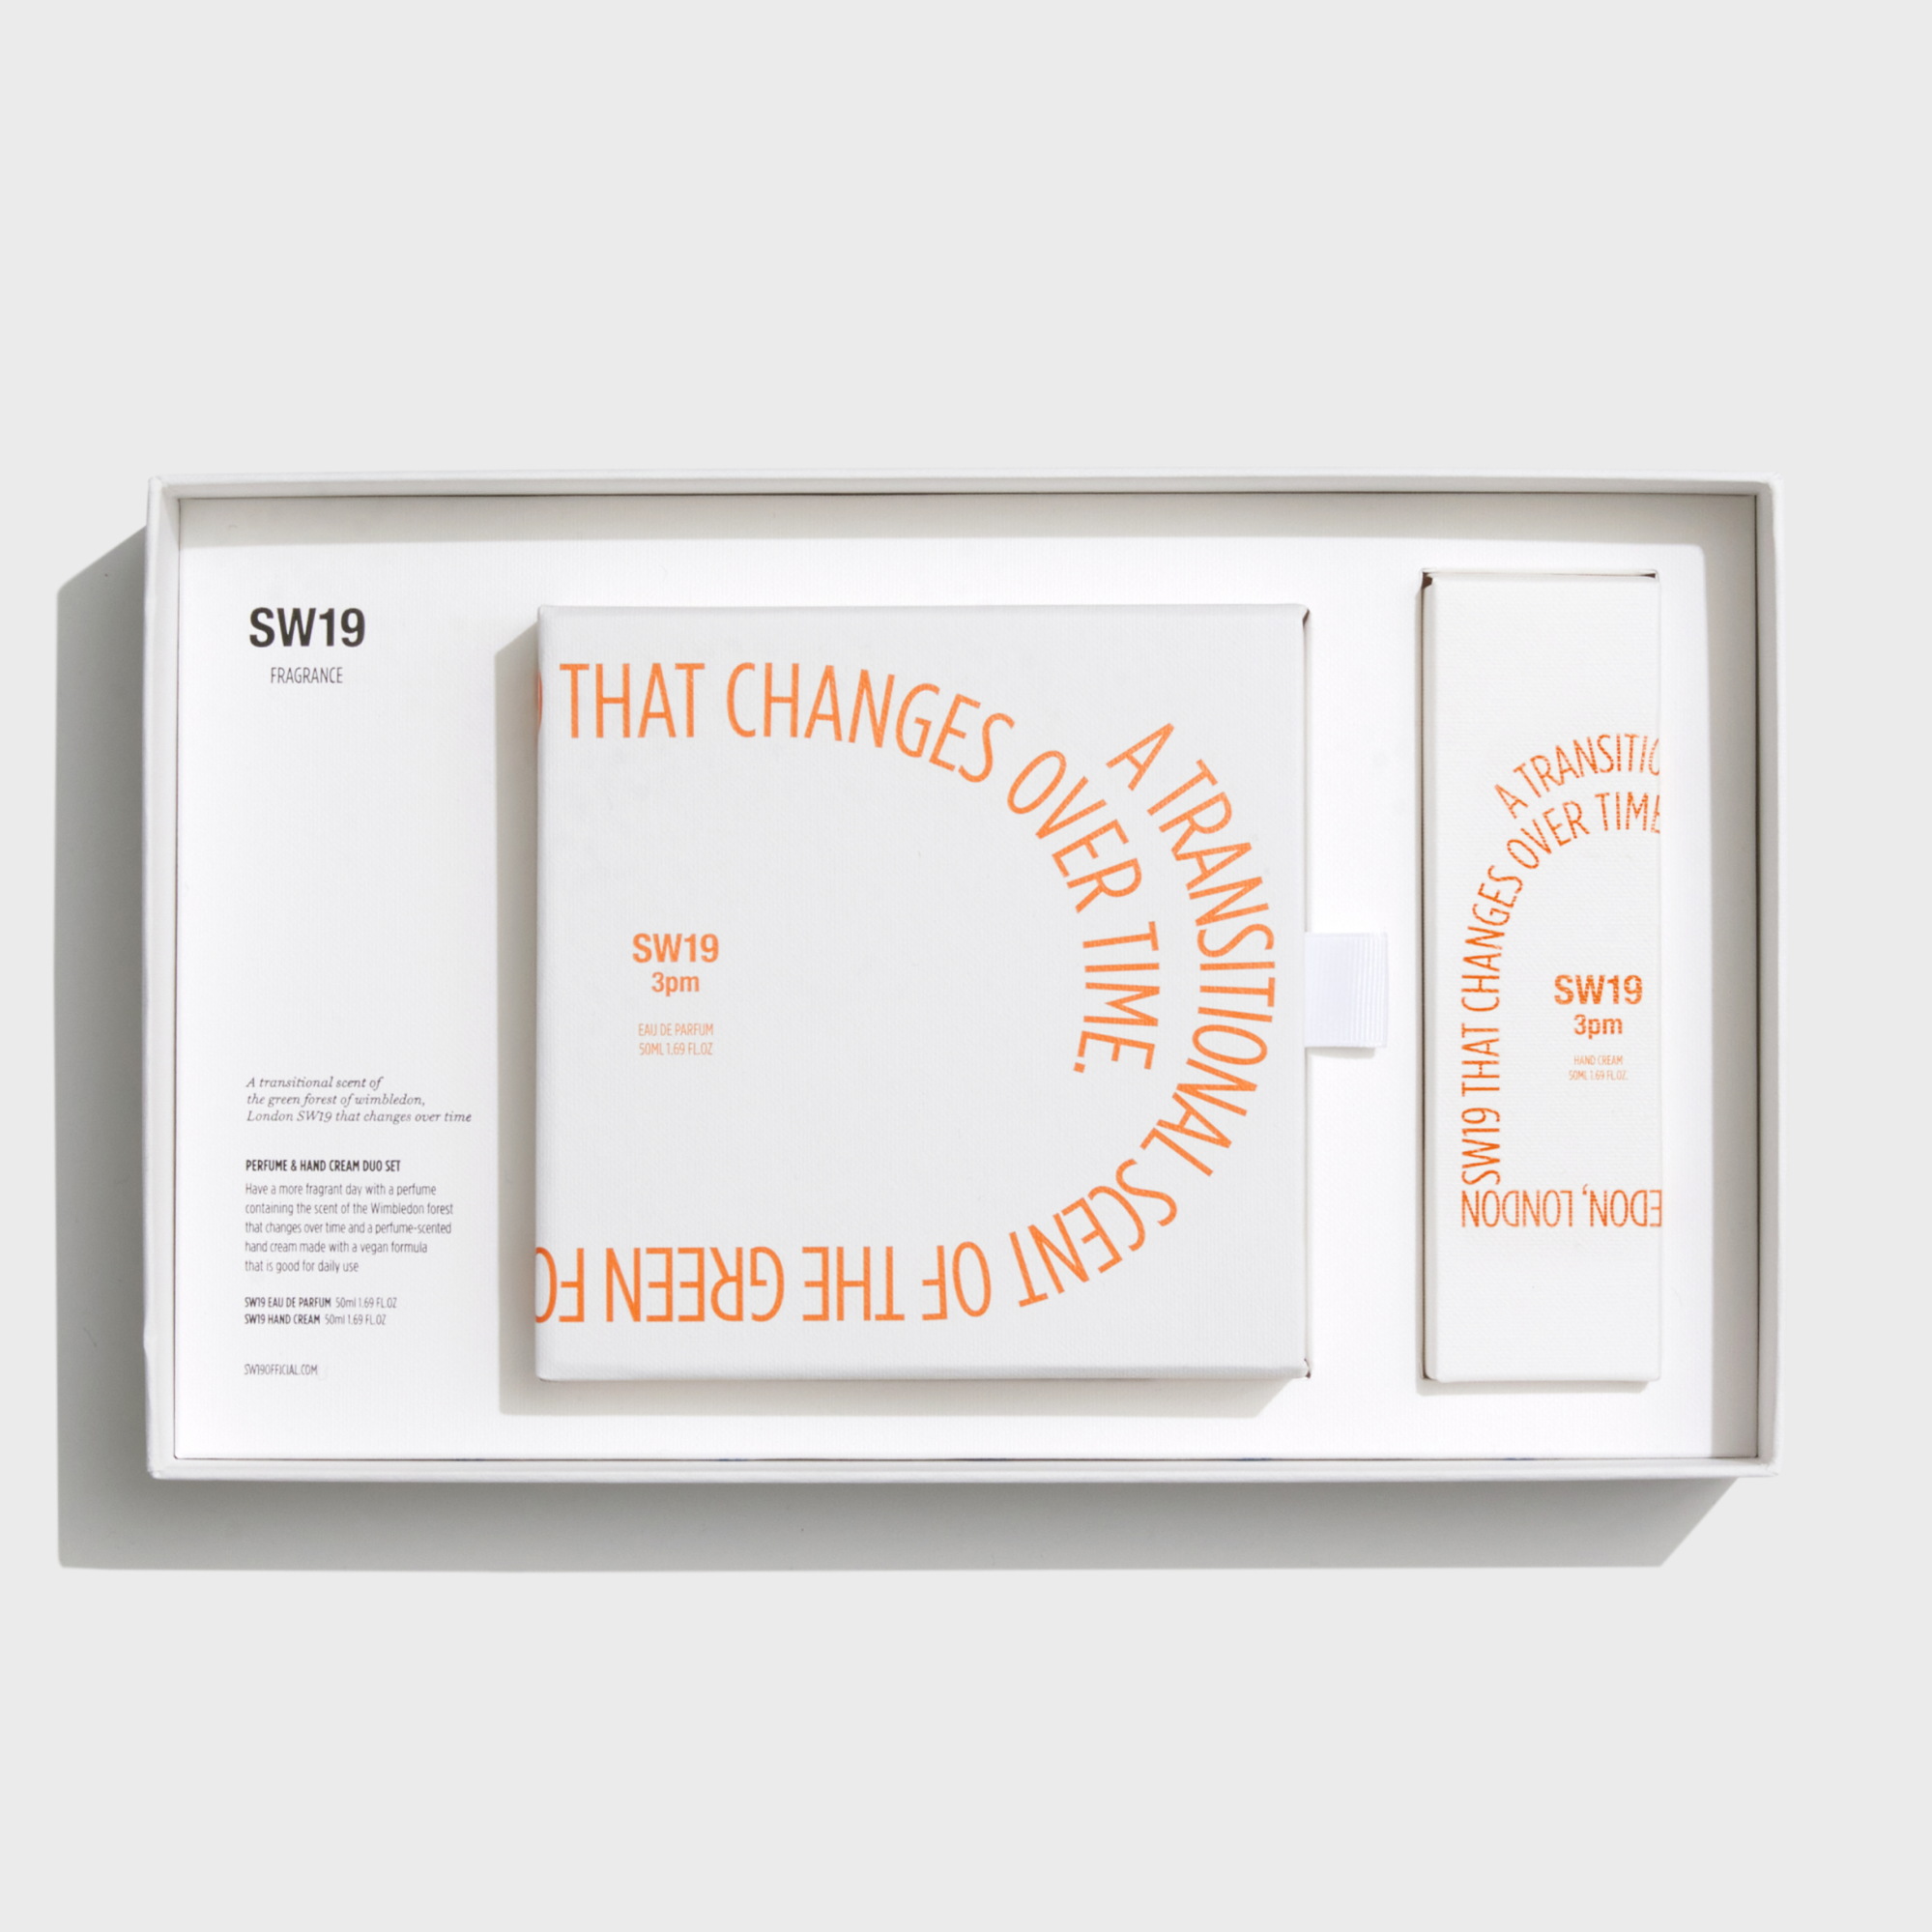 SW19
FRAGRANCE
A transitional scent of
the green forest of wimbledon,
London SW19 that changes over time
PERFUME & HAND CREAM DUO SET
Have a more fragrant day with a perfume
containing the scent of the Wimbledon forest
that changes over time and a perfume-scented
hand cream made with a vegan formula
that is good for daily use
SW19 EAU DE PARFUM 50ml 1.69 FL.OZ
SW19 HAND CREAM 50ml 1.69 FL.OZ
SW19OFFICIAL.COM
THAT CHANGES OVER TIME.
A TRANSITIONAL SCENT OF THE GREEN FO
SW19
3pm
EAU DE PARFUM
50ML 1.69 FL.OZ
A TRANSITIO
EDON, LONDON
SW19 THAT CHANGES OVER TIME
SW19
3pm
HAND CREAM
50ML 1.69 FL.OZ.